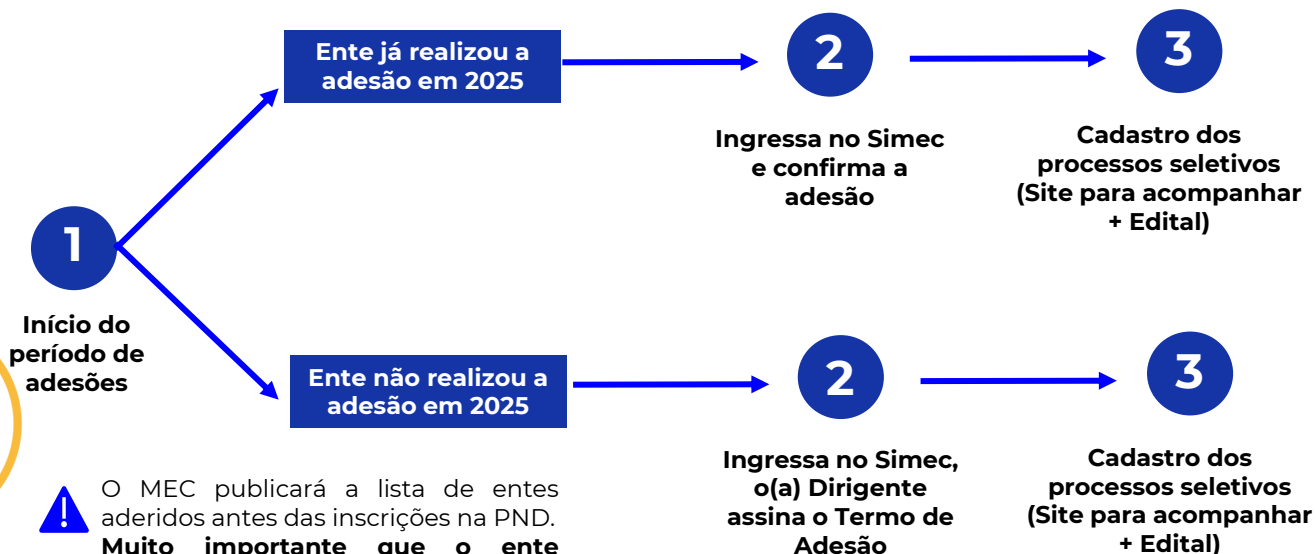 1
Início do
período de
adesões
Ente já realizou a
adesão em 2025
2
Ingressa no Simec
e confirma a
adesão
3
Cadastro dos
processos seletivos
(Site para acompanhar
+ Edital)
Ente não realizou a
adesão em 2025
2
Ingressa no Simec,
o(a) Dirigente
assina o Termo de
Adesão
3
Cadastro dos
processos seletivos
(Site para acompanhar
+ Edital)
!
O MEC publicará a lista de entes
aderidos antes das inscrições na PND.
Muito importante que o ente